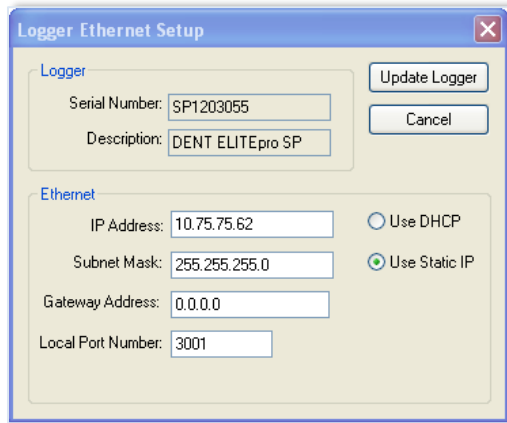 Logger Ethernet Setup
Logger
Update Logger
Serial Number: SP1203055
Cancel
Description: DENT ELITEpro SP
Ethernet
IP Address: 10.75.75.62
Use DHCP
Subnet Mask: 255.255.255.0
Use Static IP
Gateway Address: 0.0.0.0
Local Port Number: 3001